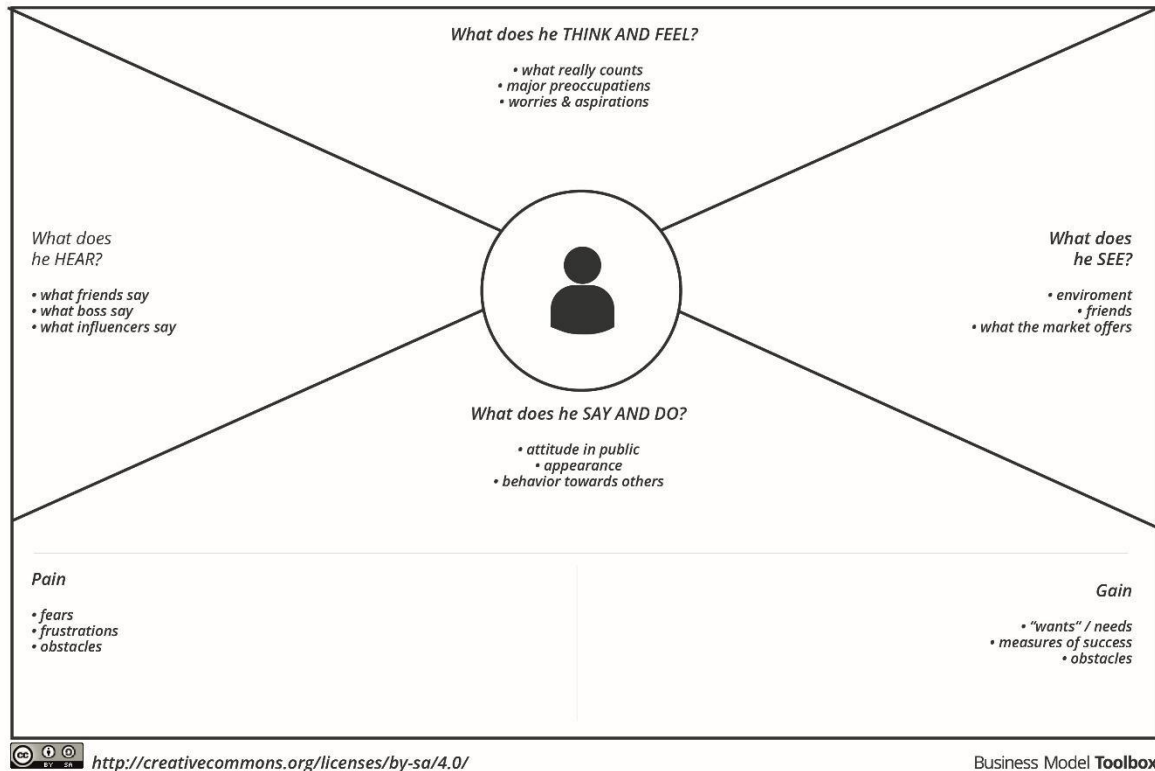 What does he THINK AND FEEL?
• what really counts
• major preoccupatiens
• worries & aspirations
What does
he HEAR?
• what friends say
• what boss say
• what influencers say
What does
he SEE?
• enviroment
• friends
• what the market offers
What does he SAY AND DO?
• attitude in public
• appearance
• behavior towards others
Pain
• fears
• frustrations
• obstacles
Gain
• “wants” / needs
• measures of success
• obstacles
cc BY SA
http://creativecommons.org/licenses/by-sa/4.0/
Business Model Toolbox